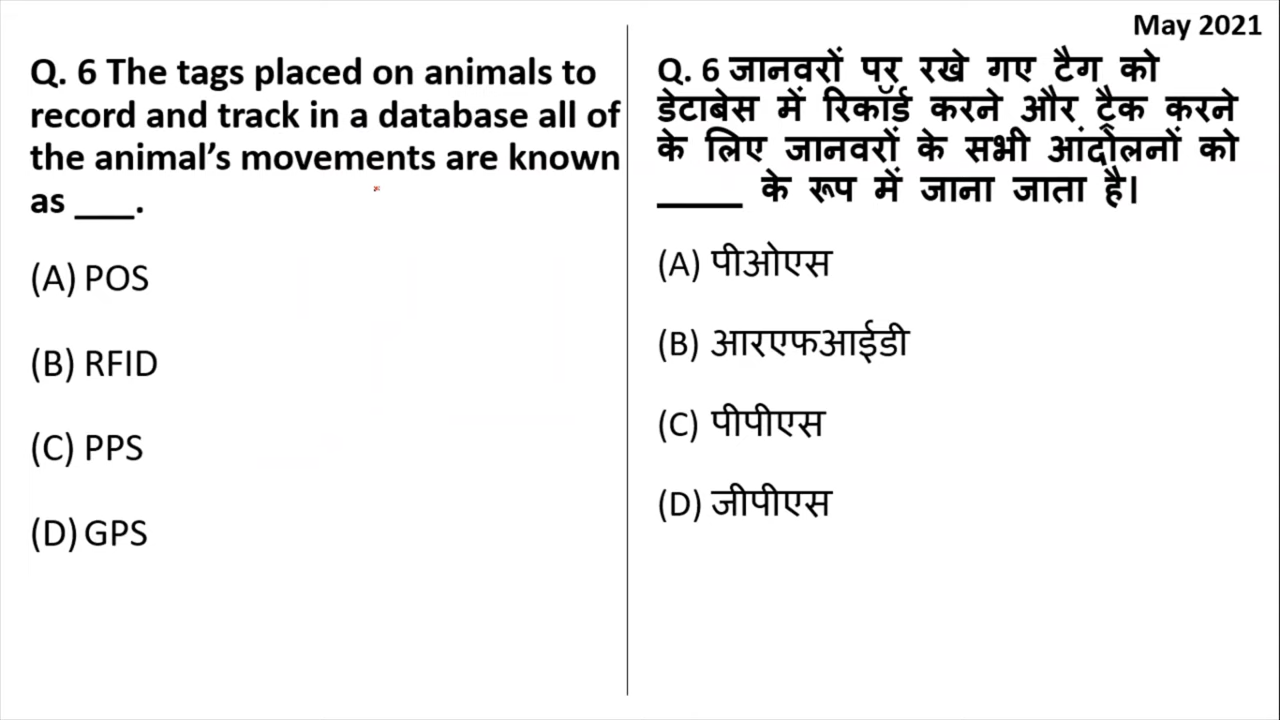 May 2021
Q. 6 The tags placed on animals to
record and track in a database all of
the animal's movements are known
as ___.
(A) POS
(B) RFID
(C) PPS
(D) GPS
Q. 6 जानवरों पर रखे गए टैग को
डेटाबेस में रिकॉर्ड करने और ट्रैक करने
के लिए जानवरों के सभी आंदोलनों को
_____ के रूप में जाना जाता है।
(A) पीओएस
(B) आरएफआईडी
(C) पीपीएस
(D) जीपीएस